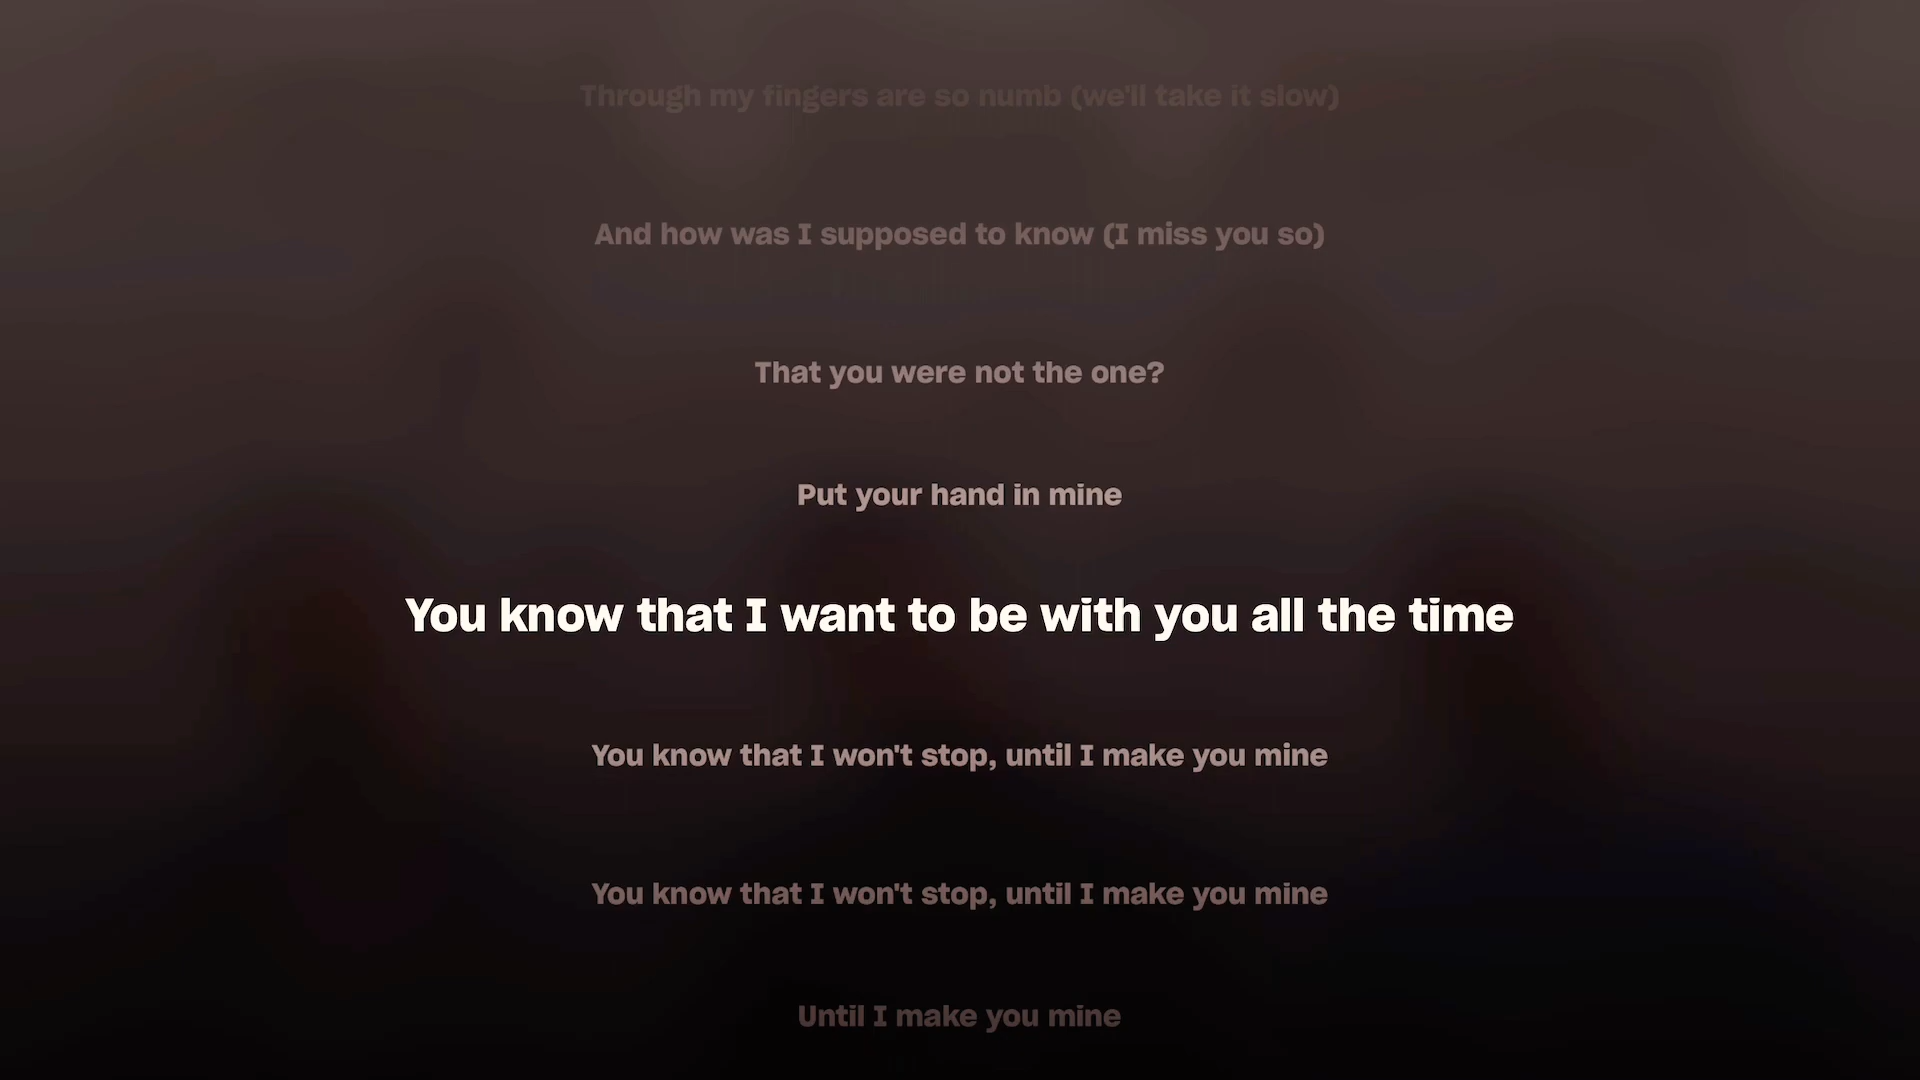 Through my fingers are so numb (we'll take it slow)
And how was I supposed to know (I miss you so)
That you were not the one?
Put your hand in mine
You know that I want to be with you all the time
You know that I won't stop, until I make you mine
You know that I won't stop, until I make you mine
Until I make you mine